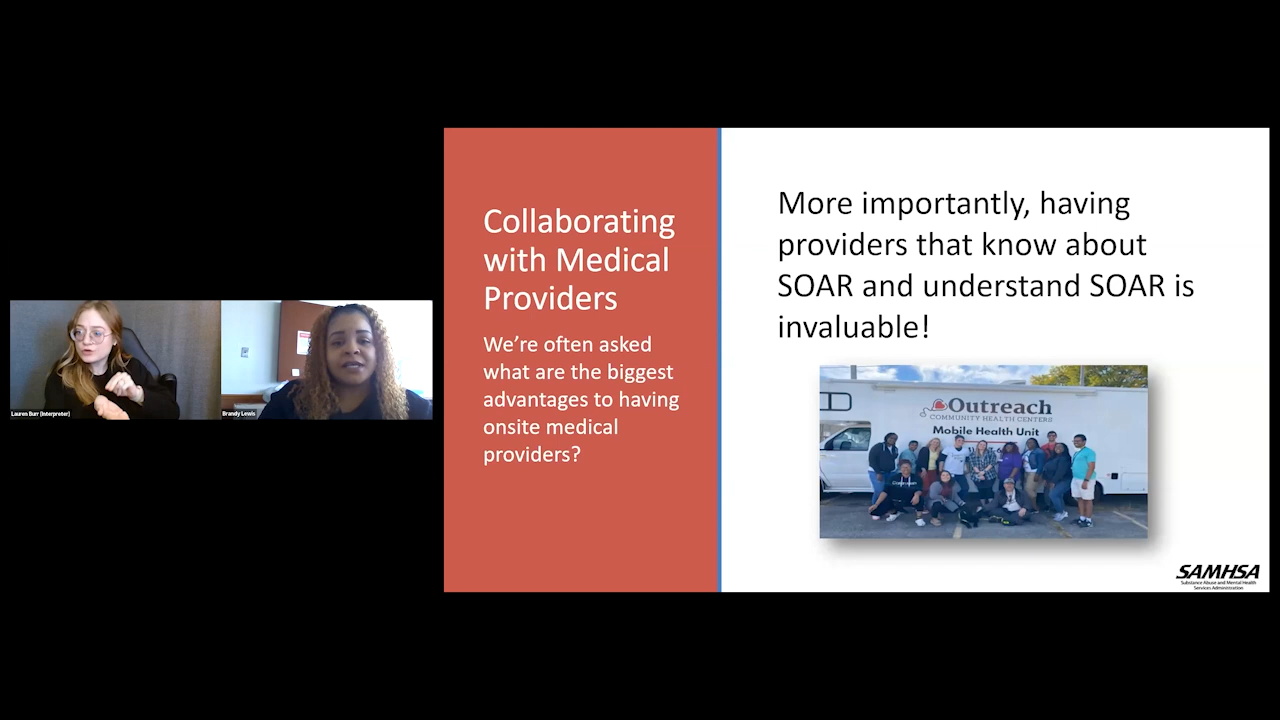 Collaborating
with Medical
Providers
We're often asked
what are the biggest
advantages to having
onsite medical
providers?
More importantly, having
providers that know about
SOAR and understand SOAR is
invaluable!
Outreach
COMMUNITY HEALTH CENTERS
Mobile Health Unit
SAMHSA
Substance Abuse and Mental Health
Services Administration
Lauren Burr (Interpreter)
Brandy Lewis